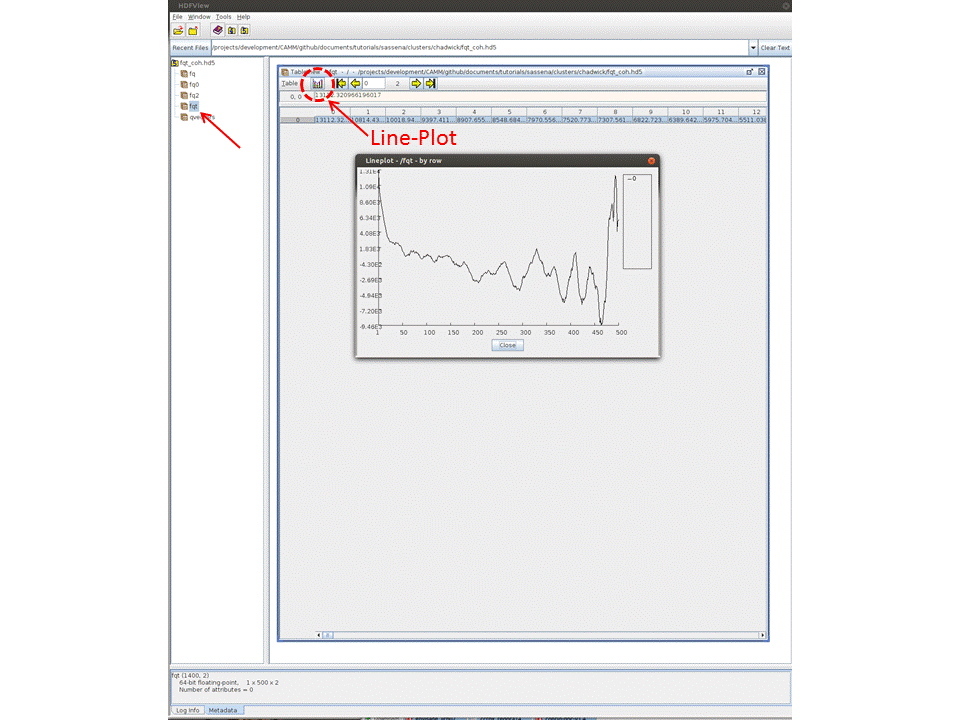 HDFView
File Window Tools Help
Recent Files /projects/development/CAMM/github/documents/tutorials/sassena/clusters/chadwick/fqt_coh.hd5 Clear Text
fqt_coh.hd5
fq
fq0
fq2
fqt
TableView - fqt - / - /projects/development/CAMM/github/documents/tutorials/sassena/clusters/chadwick/fqt_coh.hd5
Table 0 2
0, 0 13112.320966196017
0 1 2 3 4 5 6 7 8 9 10 11 12
0 13112.32... 10814.43... 10018.94... 9397.411... 8907.655... 8548.684... 7970.556... 7520.773... 7307.561... 6822.723... 6389.642... 5975.704... 5511.036
Line-Plot
Lineplot - /fqt - by row
1.31E4
1.09E4
8.60E3
6.34E3
4.08E3
1.83E3
-4.30E2
-2.69E3
-4.94E3
-7.20E3
-9.46E3
1 50 100 150 200 250 300 350 400 450 500
0
Close
fqt (1400, 2)
64-bit floating-point, 1 x 500 x 2
Number of attributes = 0
Log Info Metadata